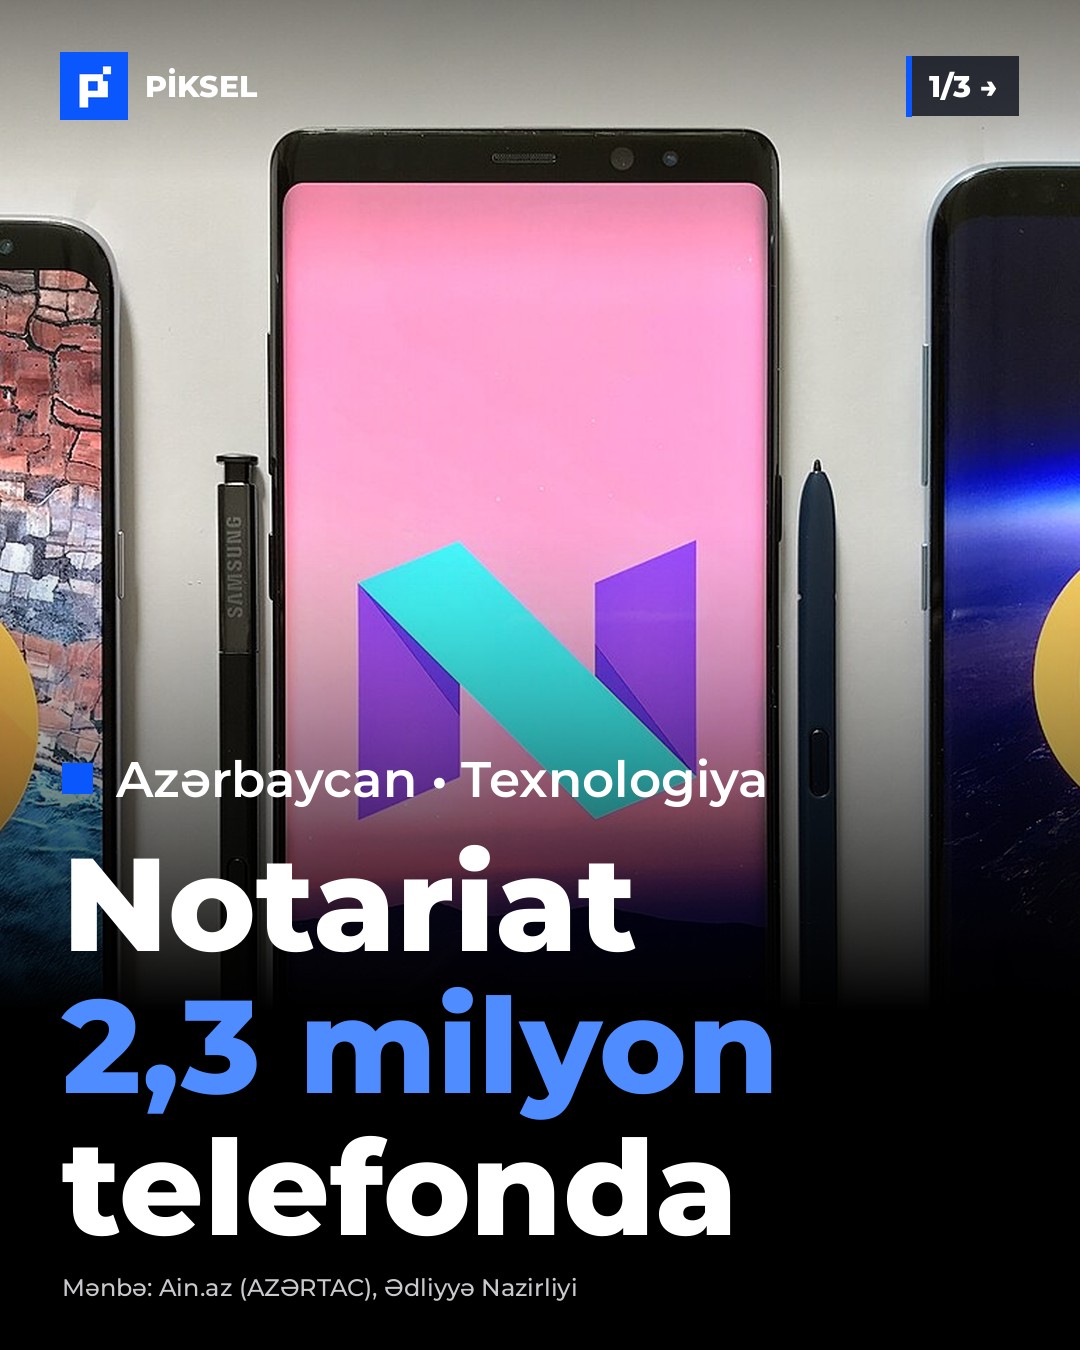 PİKSEL
1/3 →
SAMSUNG
Azərbaycan • Texnologiya
Notariat
2,3 milyon
telefonda
Mənbə: Ain.az (AZƏRTAC), Ədliyyə Nazirliyi